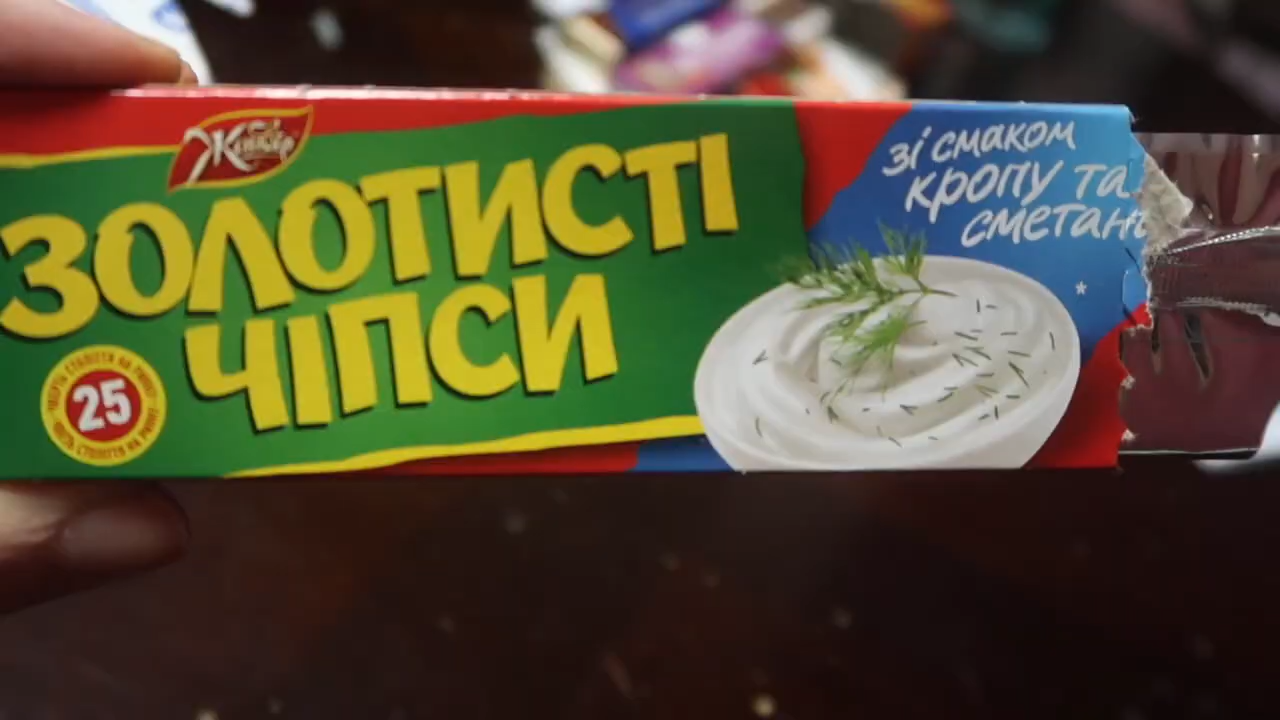 Жайвір
ЗОЛОТИСТІ
ЧІПСИ
25
зі смаком
кропу та
сметан
*